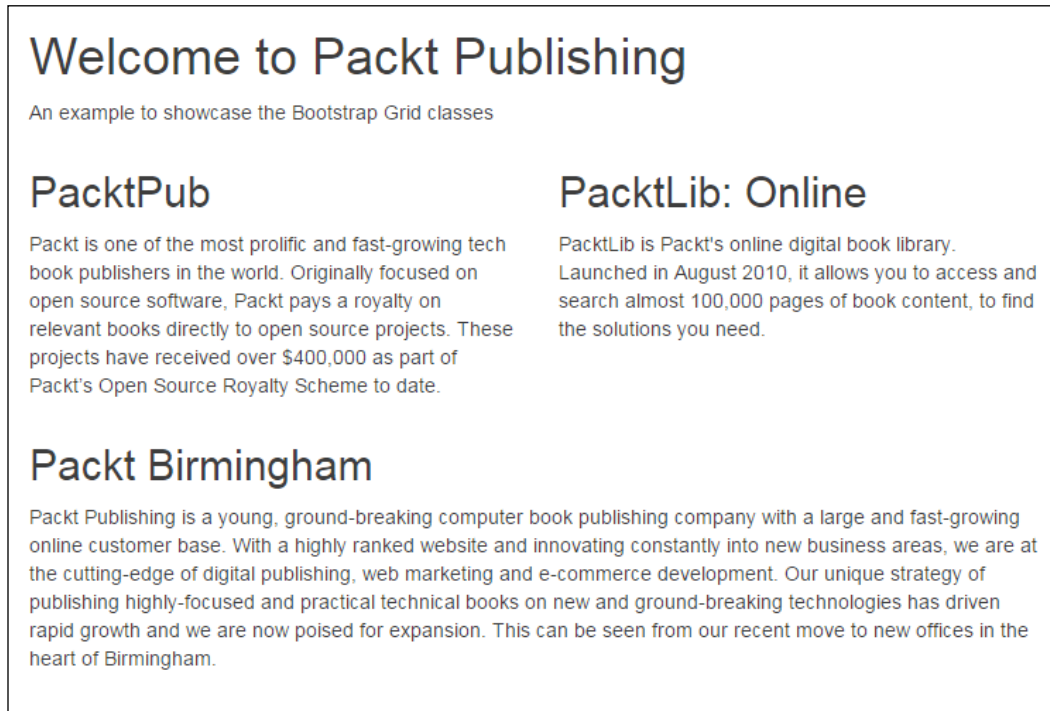 Welcome to Packt Publishing
An example to showcase the Bootstrap Grid classes
PacktPub
Packt is one of the most prolific and fast-growing tech
book publishers in the world. Originally focused on
open source software, Packt pays a royalty on
relevant books directly to open source projects. These
projects have received over $400,000 as part of
Packt’s Open Source Royalty Scheme to date.
PacktLib: Online
PacktLib is Packt's online digital book library.
Launched in August 2010, it allows you to access and
search almost 100,000 pages of book content, to find
the solutions you need.
Packt Birmingham
Packt Publishing is a young, ground-breaking computer book publishing company with a large and fast-growing
online customer base. With a highly ranked website and innovating constantly into new business areas, we are at
the cutting-edge of digital publishing, web marketing and e-commerce development. Our unique strategy of
publishing highly-focused and practical technical books on new and ground-breaking technologies has driven
rapid growth and we are now poised for expansion. This can be seen from our recent move to new offices in the
heart of Birmingham.